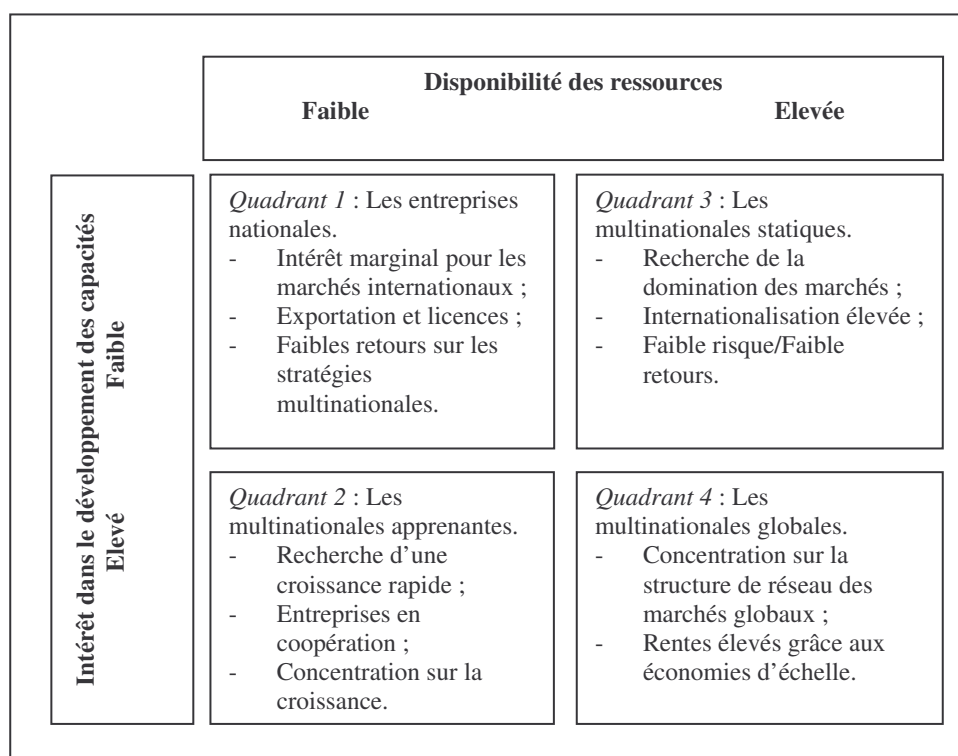 Disponibilité des ressources
Faible Elevée
Intérêt dans le développement des capacités
Elevé Faible
Quadrant 1 : Les entreprises
nationales.
- Intérêt marginal pour les
marchés internationaux ;
- Exportation et licences ;
- Faibles retours sur les
stratégies
multinationales.
Quadrant 3 : Les
multinationales statiques.
- Recherche de la
domination des marchés ;
- Internationalisation élevée ;
- Faible risque/Faible
retours.
Quadrant 2 : Les
multinationales apprenantes.
- Recherche d’une
croissance rapide ;
- Entreprises en
coopération ;
- Concentration sur la
croissance.
Quadrant 4 : Les
multinationales globales.
- Concentration sur la
structure de réseau des
marchés globaux ;
- Rentes élevés grâce aux
économies d’échelle.